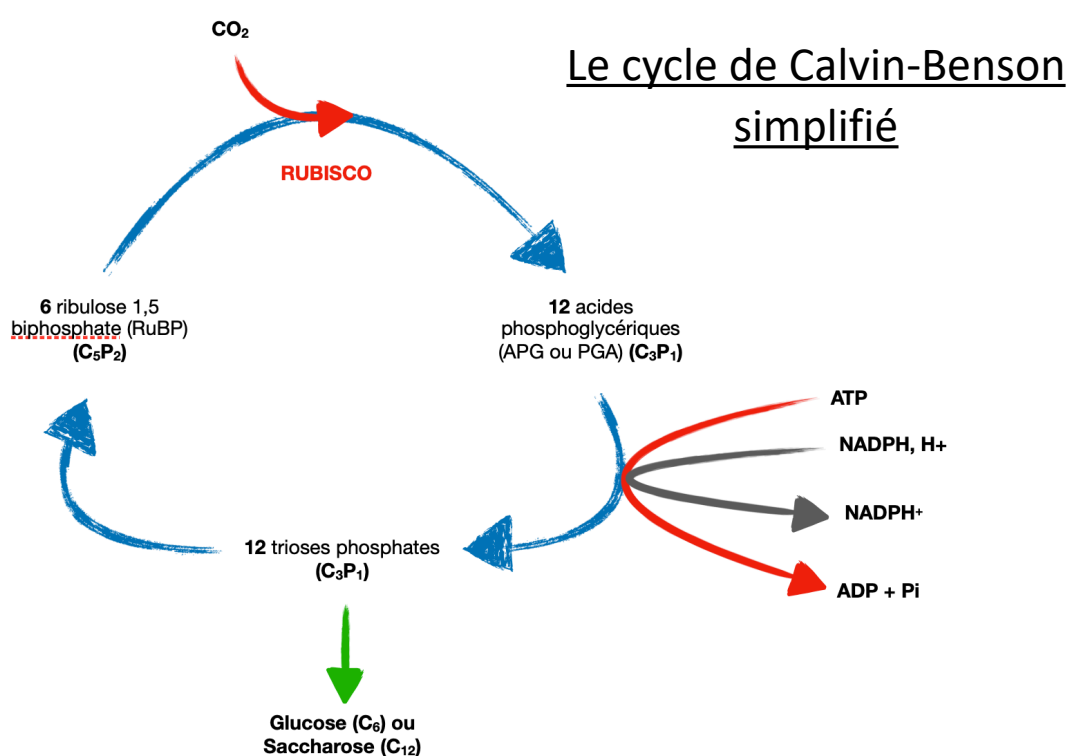 CO₂
Le cycle de Calvin-Benson
simplifié
RUBISCO
6 ribulose 1,5
biphosphate (RuBP)
(C₅P₂)
12 acides
phosphoglycériques
(APG ou PGA) (C₃P₁)
ATP
NADPH, H+
NADPH⁺
ADP + Pi
12 trioses phosphates
(C₃P₁)
Glucose (C₆) ou
Saccharose (C₁₂)